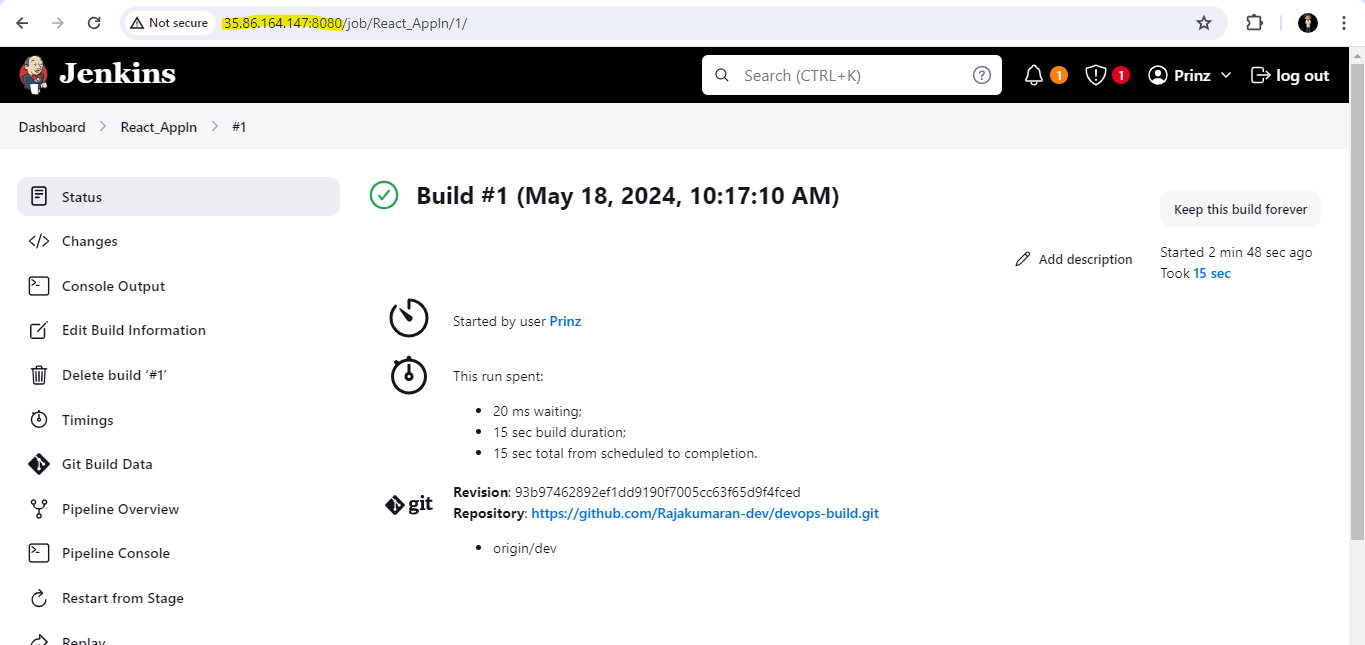 Not secure 35.86.164.147:8080/job/React_Appln/1/
Jenkins
Search (CTRL+K)
?
1
1
Prinz
log out
Dashboard > React_Appln > #1
Status
Changes
Console Output
Edit Build Information
Delete build ‘#1’
Timings
Git Build Data
Pipeline Overview
Pipeline Console
Restart from Stage
Replay
Build #1 (May 18, 2024, 10:17:10 AM)
Keep this build forever
Add description
Started 2 min 48 sec ago
Took 15 sec
Started by user Prinz
This run spent:
20 ms waiting;
15 sec build duration;
15 sec total from scheduled to completion.
git
Revision: 93b97462892ef1dd9190f7005cc63f65d9f4fced
Repository: https://github.com/Rajakumaran-dev/devops-build.git
origin/dev